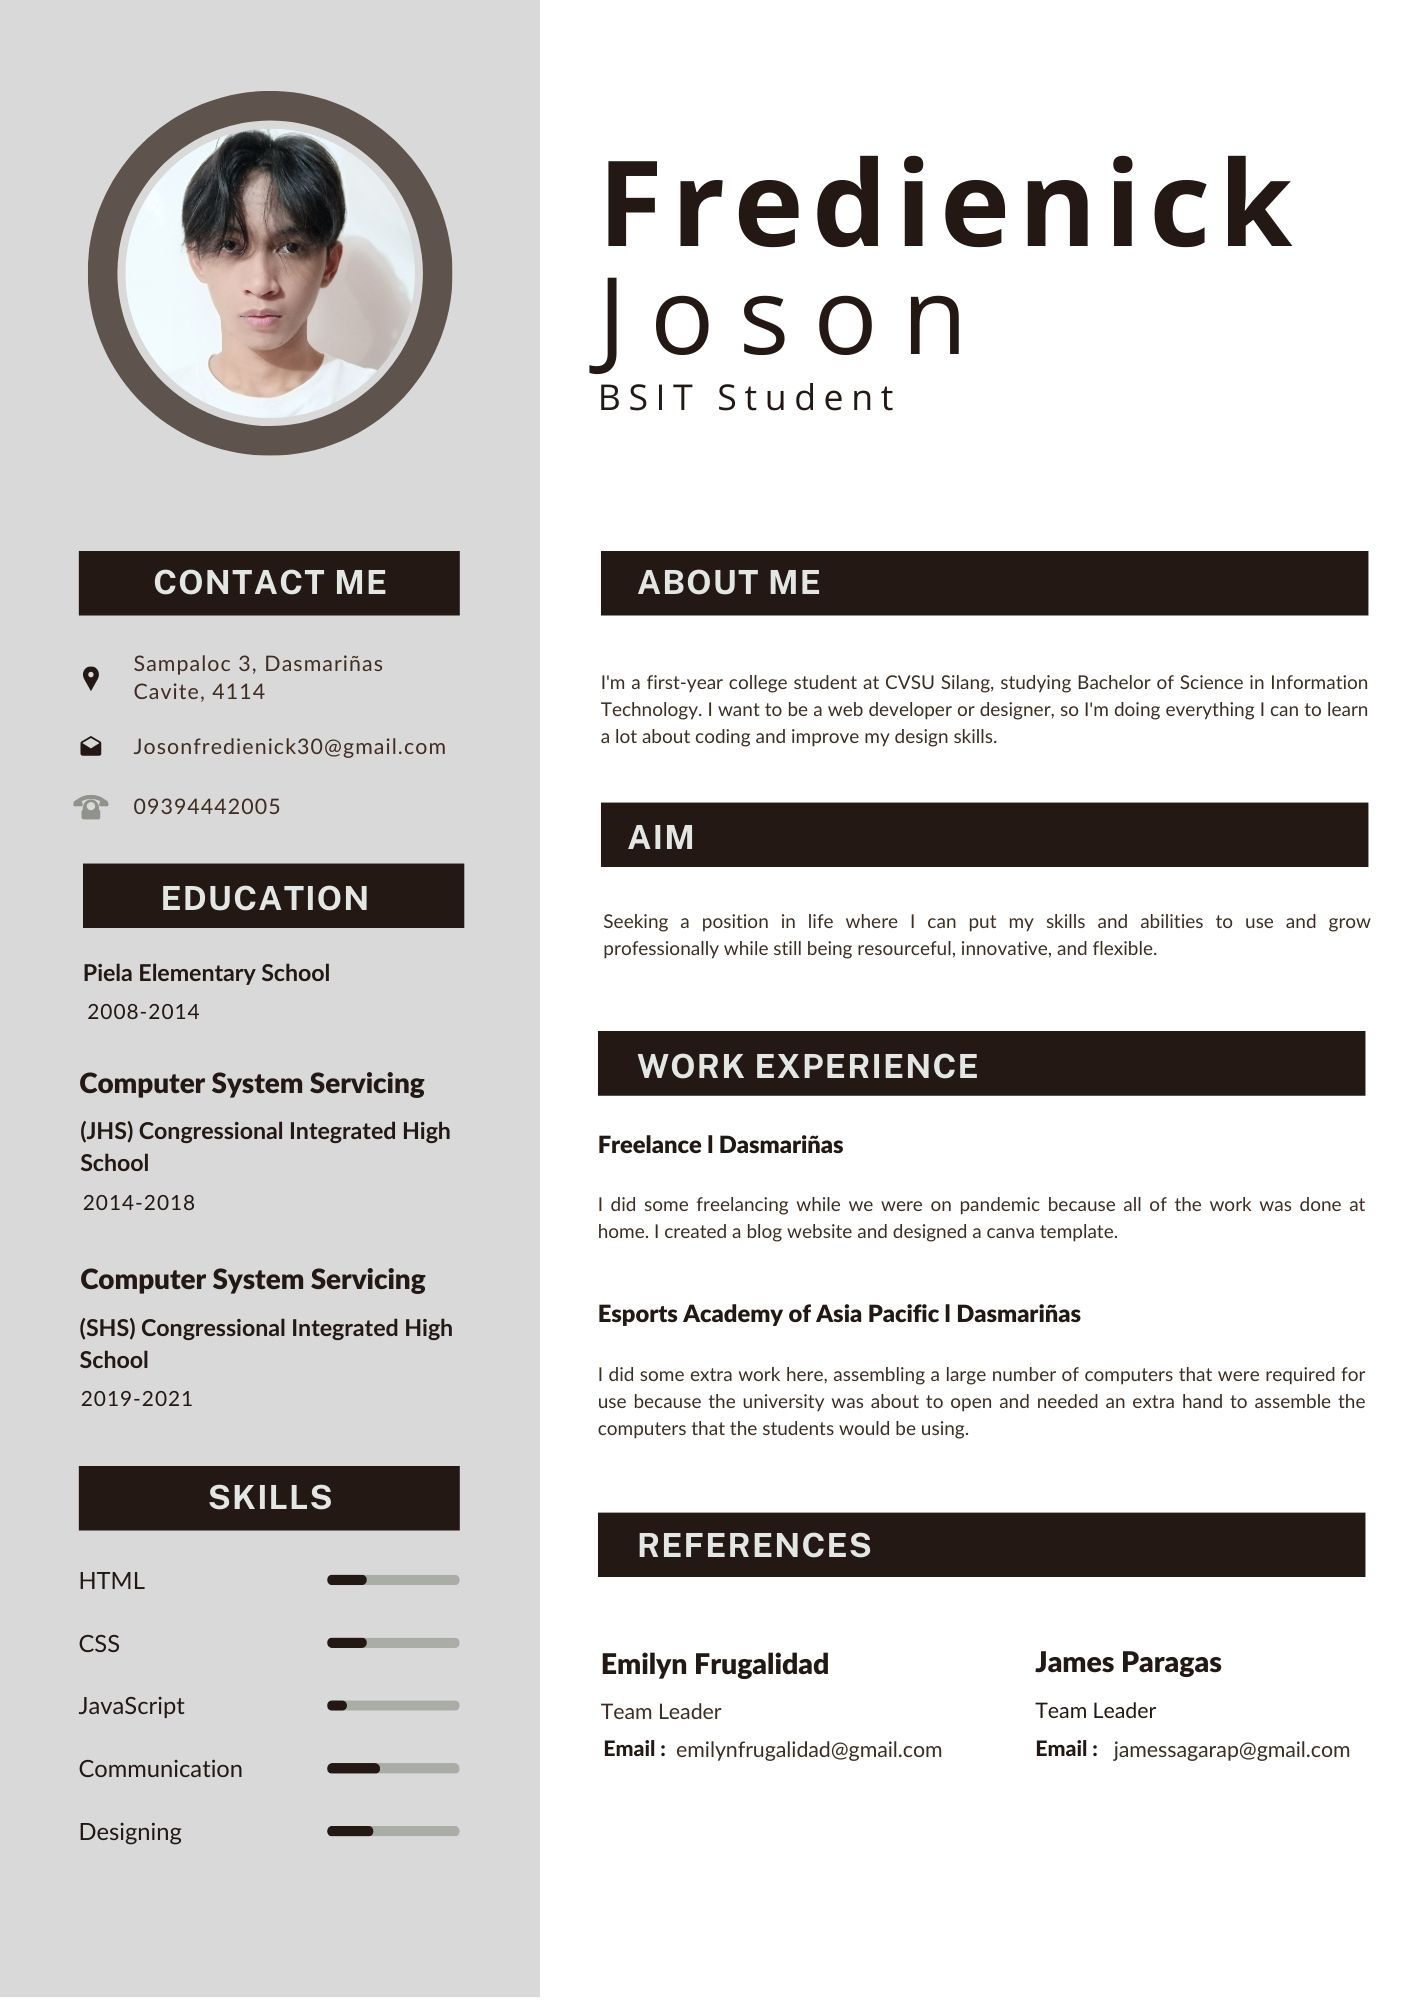 Fredienick
Joson
BSIT Student
CONTACT ME
Sampaloc 3, Dasmariñas
Cavite, 4114
Josonfredienick30@gmail.com
09394442005
EDUCATION
Piela Elementary School
2008-2014
Computer System Servicing
(JHS) Congressional Integrated High
School
2014-2018
Computer System Servicing
(SHS) Congressional Integrated High
School
2019-2021
SKILLS
HTML
CSS
JavaScript
Communication
Designing
ABOUT ME
I'm a first-year college student at CVSU Silang, studying Bachelor of Science in Information
Technology. I want to be a web developer or designer, so I'm doing everything I can to learn
a lot about coding and improve my design skills.
AIM
Seeking a position in life where I can put my skills and abilities to use and grow
professionally while still being resourceful, innovative, and flexible.
WORK EXPERIENCE
Freelance l Dasmariñas
I did some freelancing while we were on pandemic because all of the work was done at
home. I created a blog website and designed a canva template.
Esports Academy of Asia Pacific l Dasmariñas
I did some extra work here, assembling a large number of computers that were required for
use because the university was about to open and needed an extra hand to assemble the
computers that the students would be using.
REFERENCES
Emilyn Frugalidad
Team Leader
Email : emilynfrugalidad@gmail.com
James Paragas
Team Leader
Email : jamessagarap@gmail.com